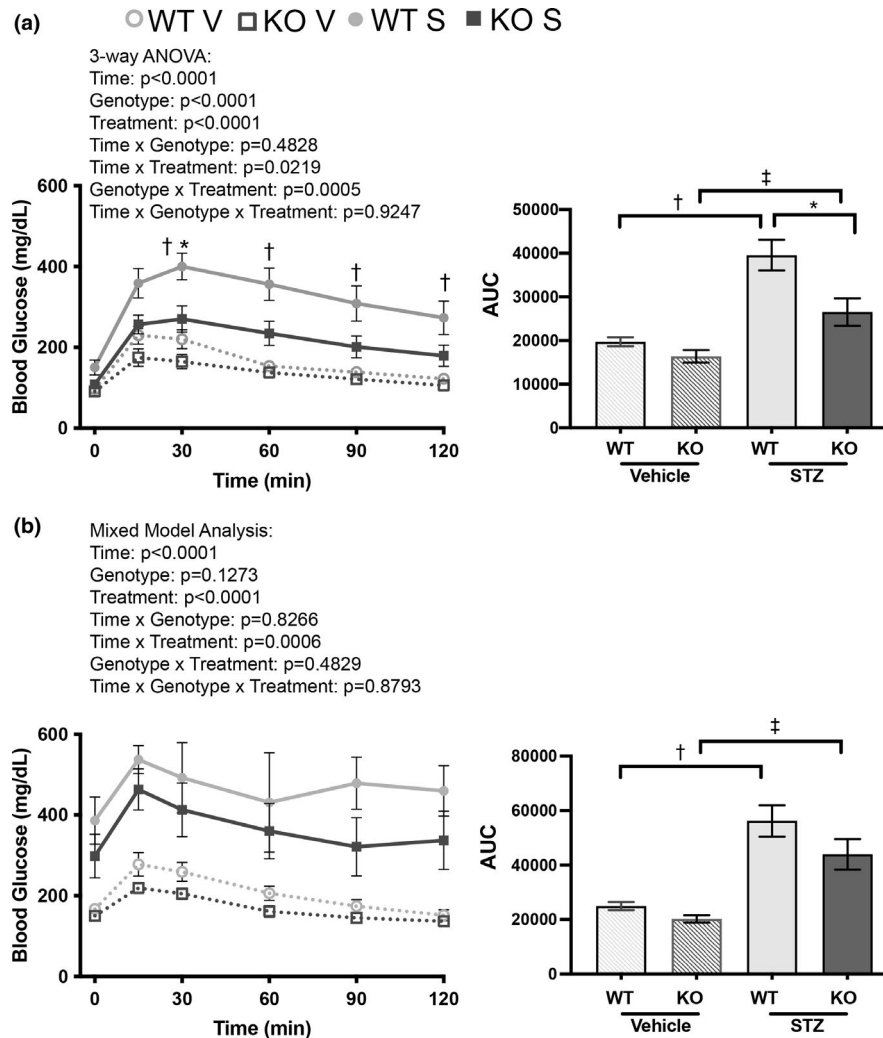 (a)
WT V KO V WT S KO S
3-way ANOVA:
Time: p<0.0001
Genotype: p<0.0001
Treatment: p<0.0001
Time x Genotype: p=0.4828
Time x Treatment: p=0.0219
Genotype x Treatment: p=0.0005
Time x Genotype x Treatment: p=0.9247
Blood Glucose (mg/dL)
600
400
200
0
† * † † †
0 30 60 90 120
Time (min)
AUC
50000
40000
30000
20000
10000
0
† ‡ *
WT KO WT KO
Vehicle STZ
(b)
Mixed Model Analysis:
Time: p<0.0001
Genotype: p=0.1273
Treatment: p<0.0001
Time x Genotype: p=0.8266
Time x Treatment: p=0.0006
Genotype x Treatment: p=0.4829
Time x Genotype x Treatment: p=0.8793
Blood Glucose (mg/dL)
600
400
200
0
0 30 60 90 120
Time (min)
AUC
80000
60000
40000
20000
0
† ‡
WT KO WT KO
Vehicle STZ